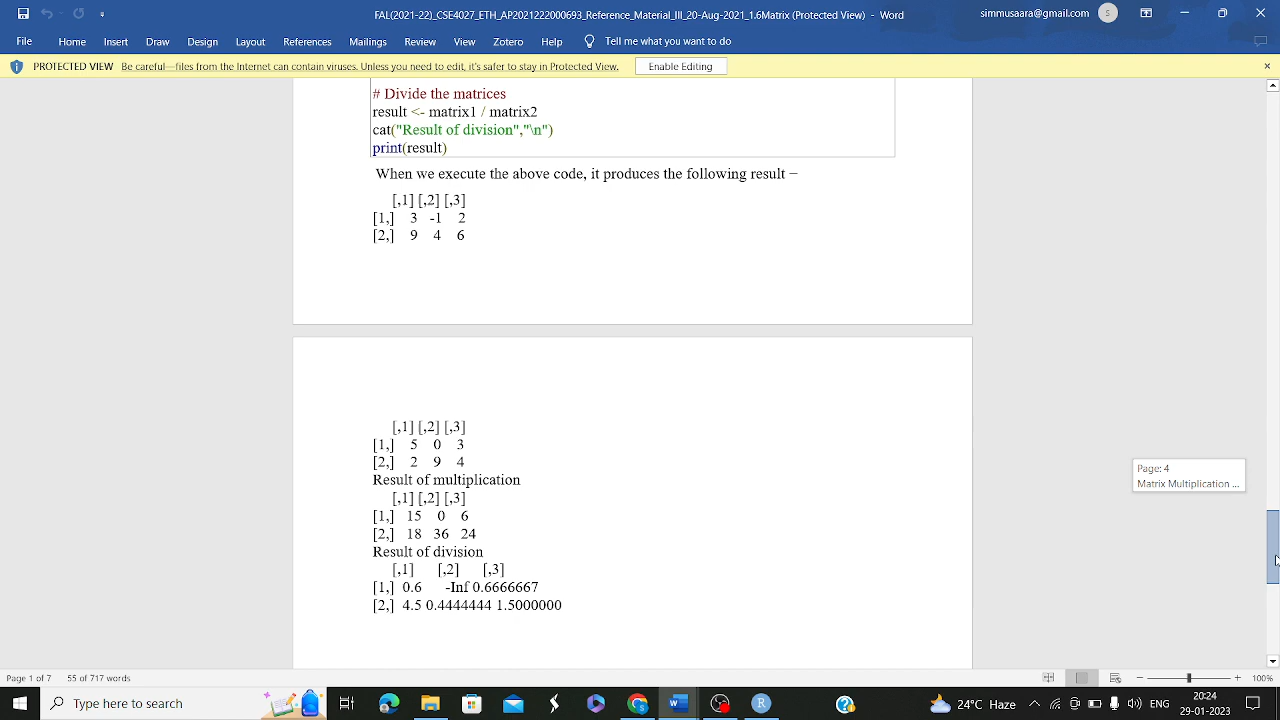 FAL(2021-22)_CSE4027_ETH_AP2021222000693_Reference_Material_III_20-Aug-2021_1.6Matrix (Protected View) - Word
simmusaara@gmail.com
S
File Home Insert Draw Design Layout References Mailings Review View Zotero Help Tell me what you want to do
PROTECTED VIEW Be careful—files from the Internet can contain viruses. Unless you need to edit, it's safer to stay in Protected View. Enable Editing
# Divide the matrices
result <- matrix1 / matrix2
cat("Result of division","\n")
print(result)
When we execute the above code, it produces the following result −
[,1] [,2] [,3]
[1,] 3 -1 2
[2,] 9 4 6
[,1] [,2] [,3]
[1,] 5 0 3
[2,] 2 9 4
Result of multiplication
[,1] [,2] [,3]
[1,] 15 0 6
[2,] 18 36 24
Result of division
[,1] [,2] [,3]
[1,] 0.6 -Inf 0.6666667
[2,] 4.5 0.4444444 1.5000000
Page: 4
Matrix Multiplication ...
Page 1 of 7 55 of 717 words
100%
Type here to search
24°C Haze
ENG
20:24
29-01-2023